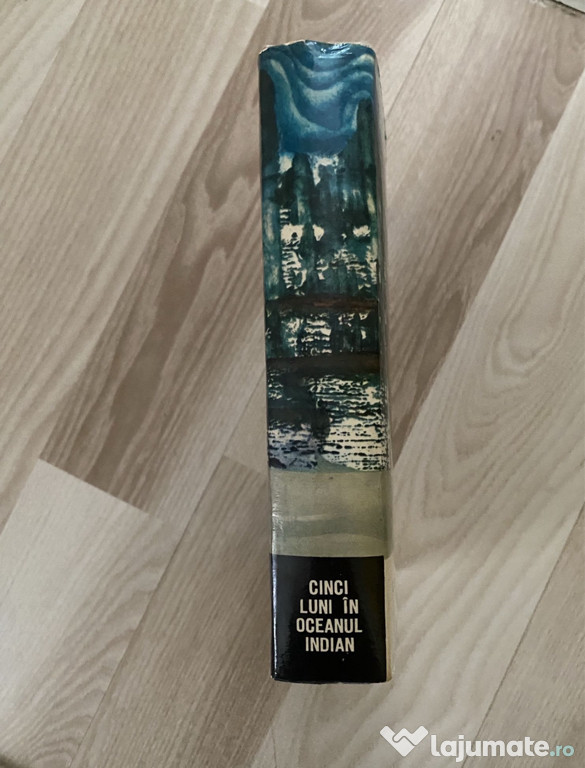 CINCI
LUNI ÎN
OCEANUL
INDIAN
lajumate.ro